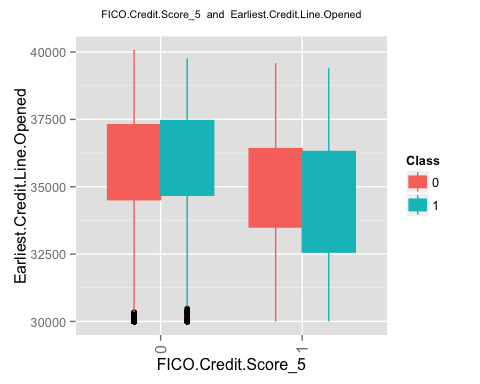 FICO.Credit.Score_5 and Earliest.Credit.Line.Opened
40000
37500
35000
32500
30000
Earliest.Credit.Line.Opened
0
1
FICO.Credit.Score_5
Class
0
1